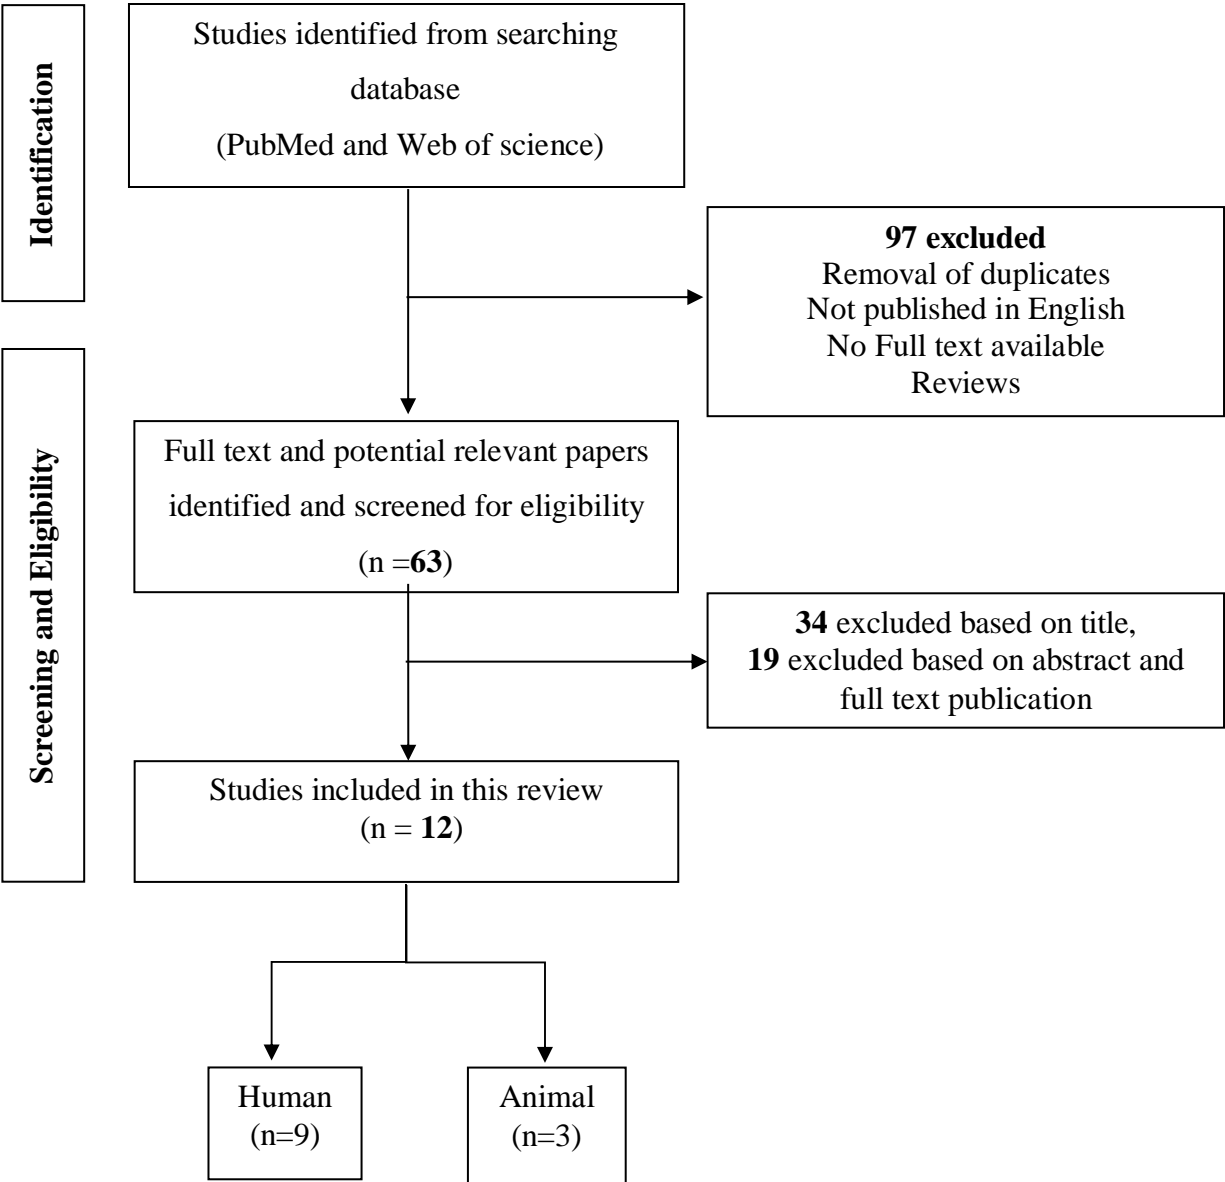 Identification
Studies identified from searching
database
(PubMed and Web of science)
97 excluded
Removal of duplicates
Not published in English
No Full text available
Reviews
Screening and Eligibility
Full text and potential relevant papers
identified and screened for eligibility
(n =63)
34 excluded based on title,
19 excluded based on abstract and
full text publication
Studies included in this review
(n = 12)
Human
(n=9)
Animal
(n=3)